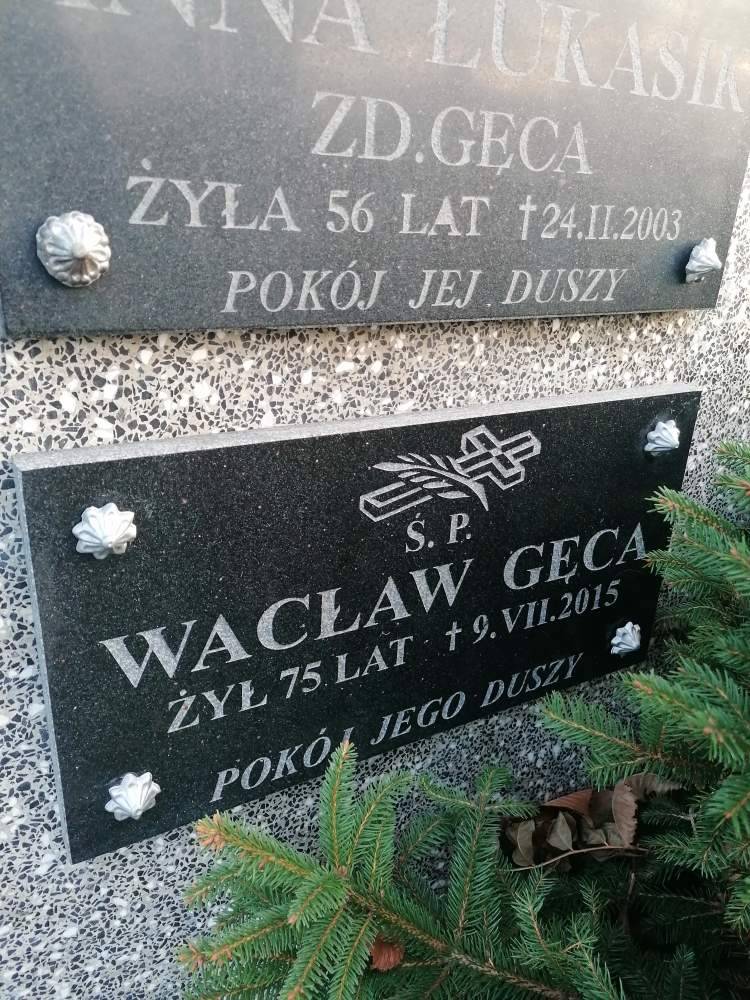 ŁUKASIK
ZD. GĘCA
ŻYŁA 56 LAT †24.II.2003
POKÓJ JEJ DUSZY
Ś. P.
WACŁAW GĘCA
ŻYŁ 75 LAT † 9.VII.2015
POKÓJ JEGO DUSZY